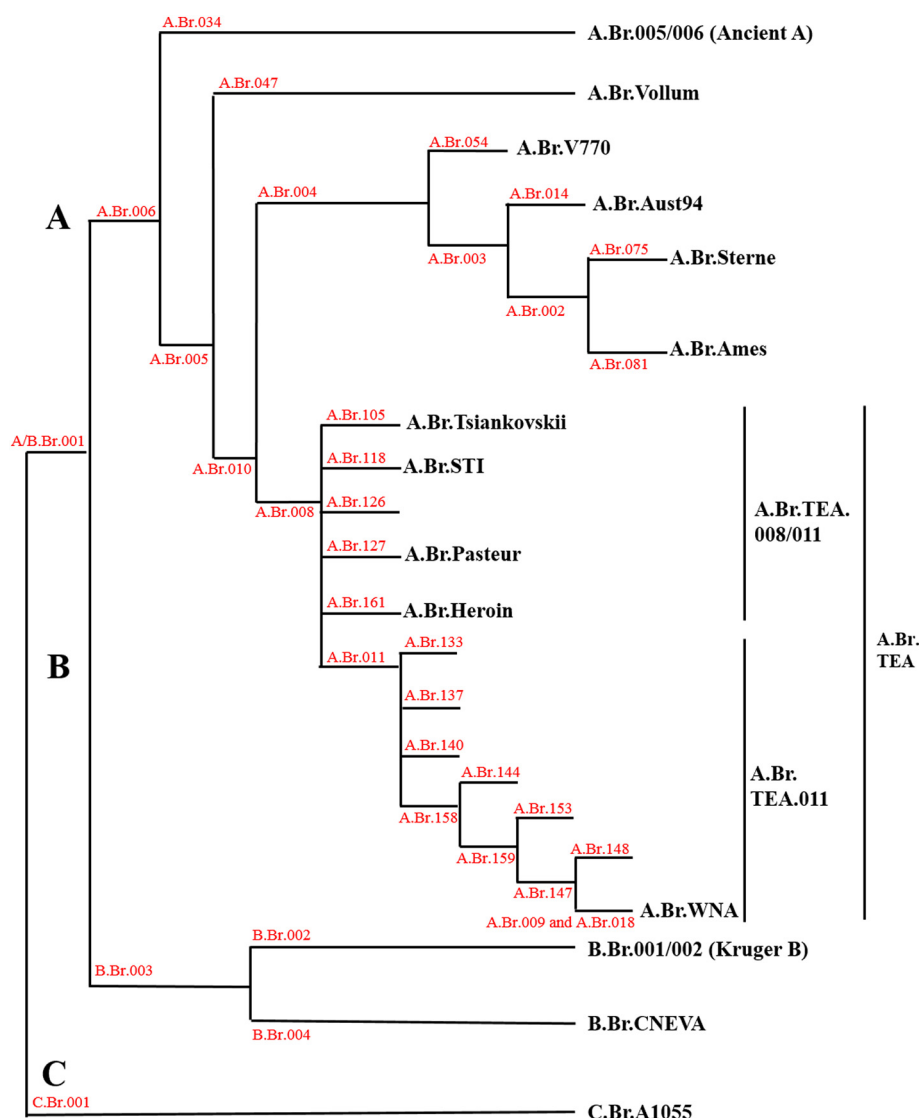 A.Br.034
A.Br.005/006 (Ancient A)
A.Br.047
A.Br.Vollum
A.Br.054
A.Br.V770
A.Br.004
A.Br.014
A.Br.Aust94
A
A.Br.006
A.Br.003
A.Br.075
A.Br.Sterne
A.Br.002
A.Br.005
A.Br.Ames
A.Br.081
A.Br.105
A.Br.Tsiankovskii
A/B.Br.001
A.Br.118
A.Br.STI
A.Br.010
A.Br.126
A.Br.008
A.Br.TEA.
008/011
A.Br.127
A.Br.Pasteur
A.Br.161
A.Br.Heroin
A.Br.133
A.Br.
TEA
B
A.Br.011
A.Br.137
A.Br.140
A.Br.144
A.Br.
TEA.011
A.Br.153
A.Br.158
A.Br.148
A.Br.159
A.Br.147
A.Br.WNA
A.Br.009 and A.Br.018
B.Br.002
B.Br.001/002 (Kruger B)
B.Br.003
B.Br.CNEVA
B.Br.004
C
C.Br.001
C.Br.A1055